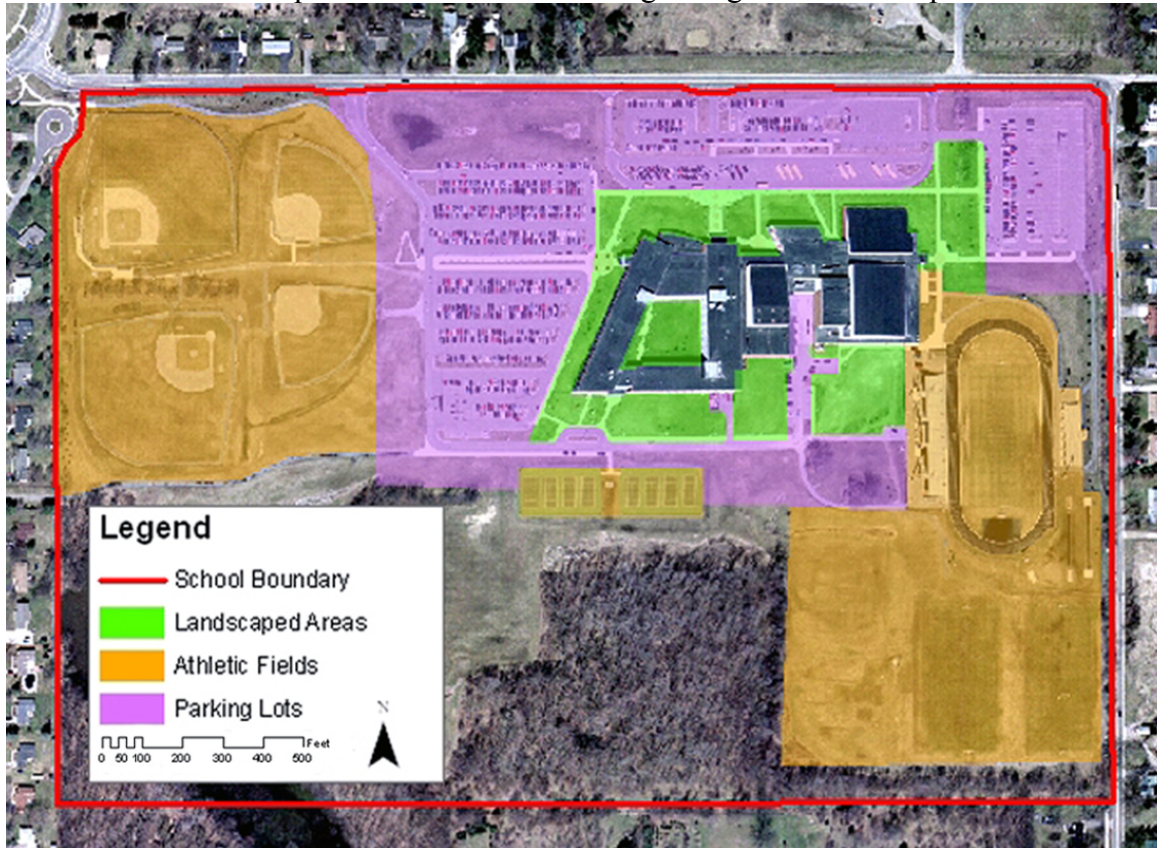 Legend
School Boundary
Landscaped Areas
Athletic Fields
Parking Lots
N
Feet
0 50 100 200 300 400 500